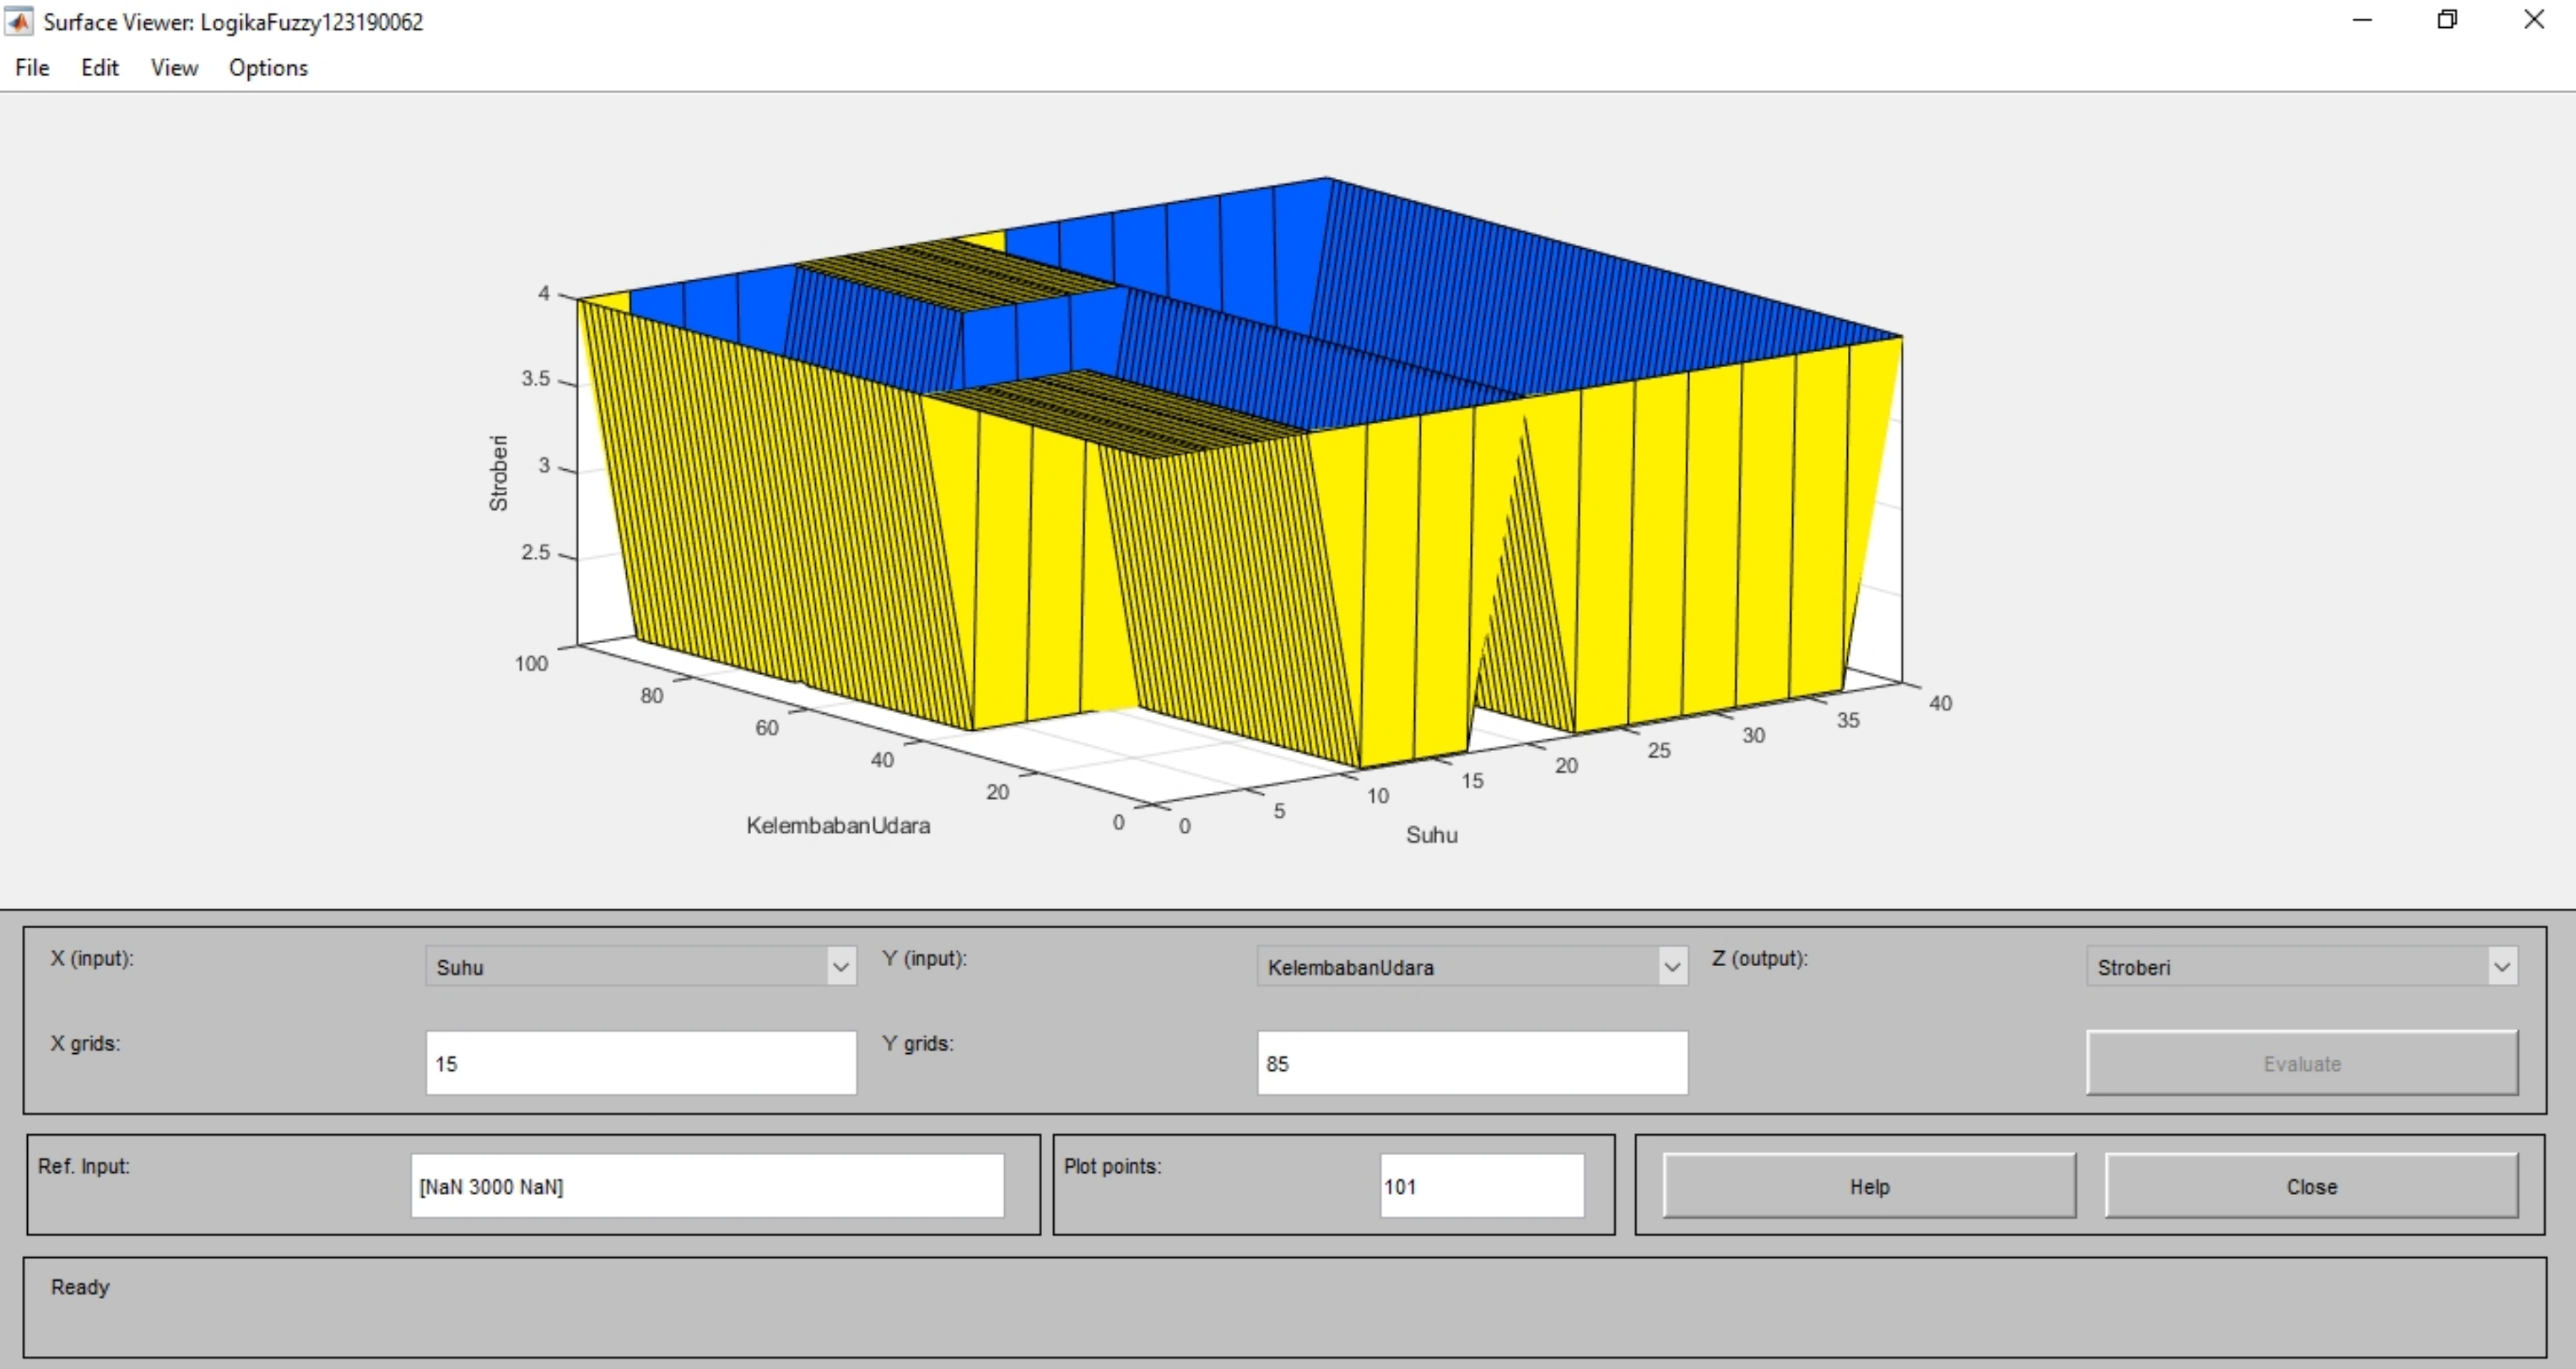 Surface Viewer: LogikaFuzzy123190062
File Edit View Options
4
3.5
3
2.5
Stroberi
100
80
60
40
20
0
KelembabanUdara
0
5
10
15
20
25
30
35
40
Suhu
X (input): Suhu Y (input): KelembabanUdara Z (output): Stroberi
X grids: 15 Y grids: 85 Evaluate
Ref. Input: [NaN 3000 NaN] Plot points: 101 Help Close
Ready